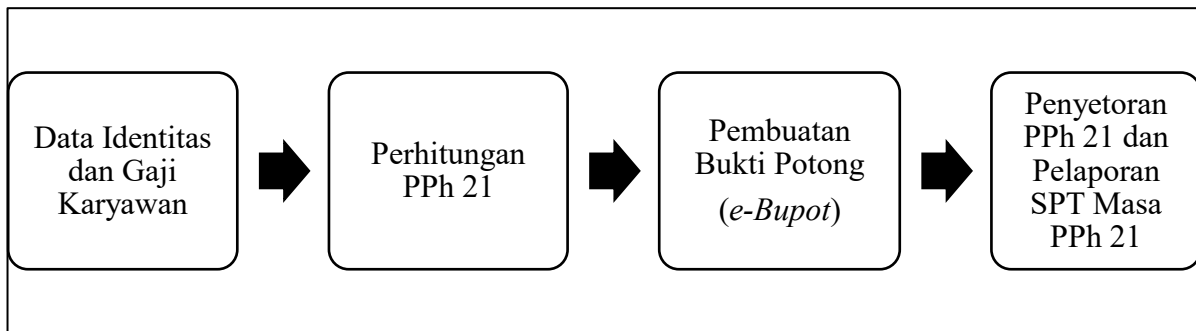 Data Identitas
dan Gaji
Karyawan
Perhitungan
PPh 21
Pembuatan
Bukti Potong
(e-Bupot)
Penyetoran
PPh 21 dan
Pelaporan
SPT Masa
PPh 21